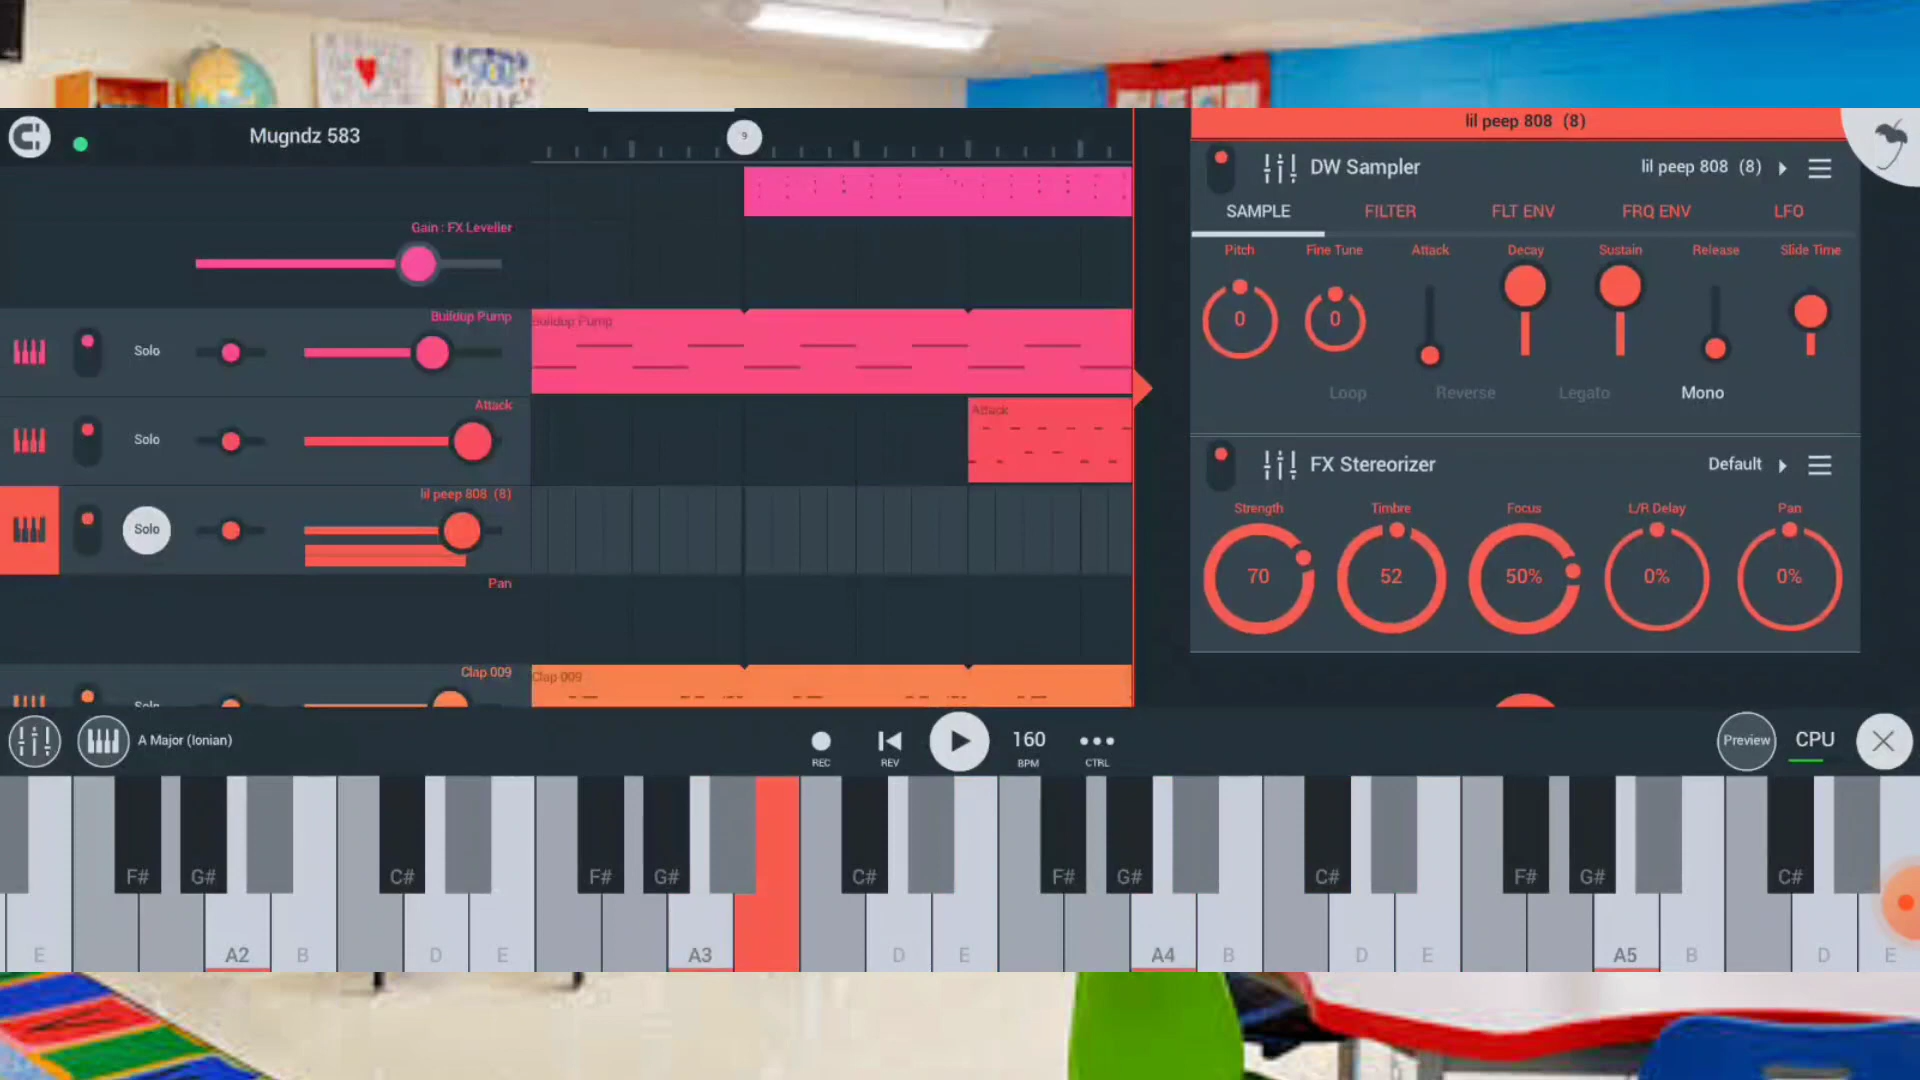 Mugndz 583
9
lil peep 808 (8)
DW Sampler
lil peep 808 (8)
SAMPLE
FILTER
FLT ENV
FRQ ENV
LFO
Gain : FX Leveller
Pitch
Fine Tune
Attack
Decay
Sustain
Release
Slide Time
0
0
Buildup Pump
Buildup Pump
Solo
Loop
Reverse
Legato
Mono
Attack
Attack
Solo
FX Stereorizer
Default
lil peep 808 (8)
Solo
Strength
Timbre
Focus
L/R Delay
Pan
70
52
50%
0%
0%
Pan
Clap 009
Clap 009
Solo
A Major (Ionian)
REC
REV
160
BPM
CTRL
Preview
CPU
F#
G#
C#
F#
G#
C#
F#
G#
C#
F#
G#
C#
E
A2
B
D
E
A3
D
E
A4
B
D
E
A5
B
D
E